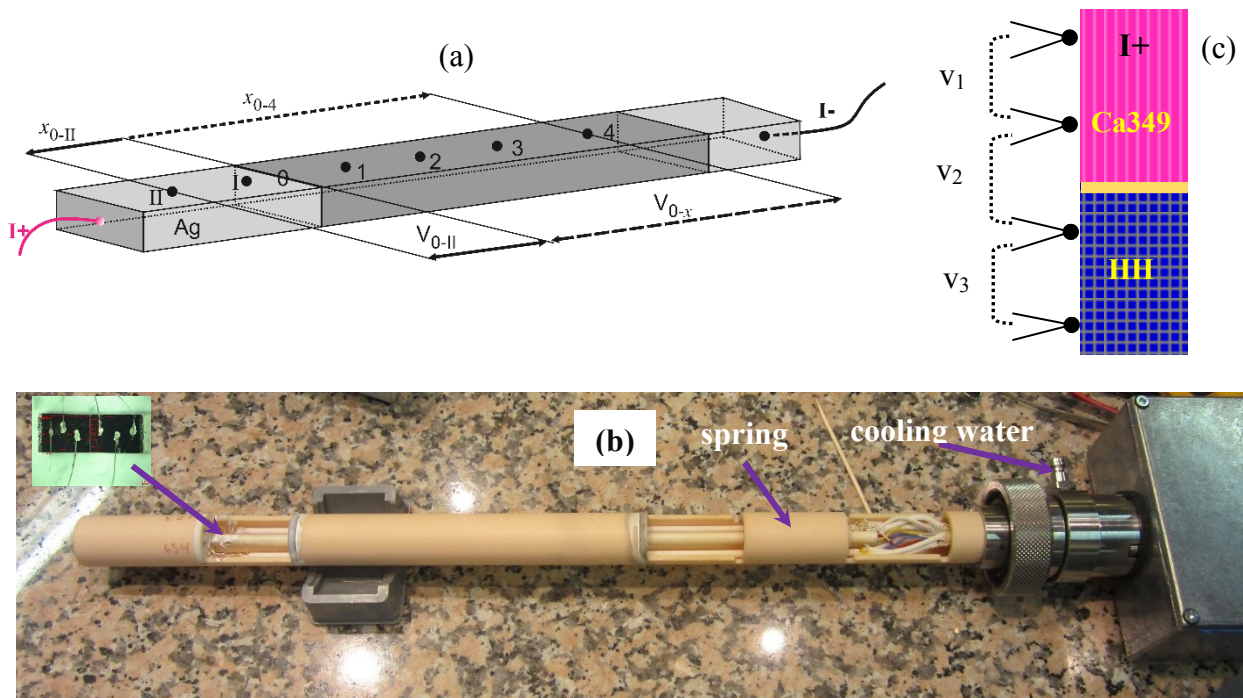 (a)
x0-4
x0-II
I-
4
3
2
1
0
I
II
Ag
I+
V0-x
V0-II
(c)
I+
v1
Ca349
v2
HH
v3
(b)
spring
cooling water
654